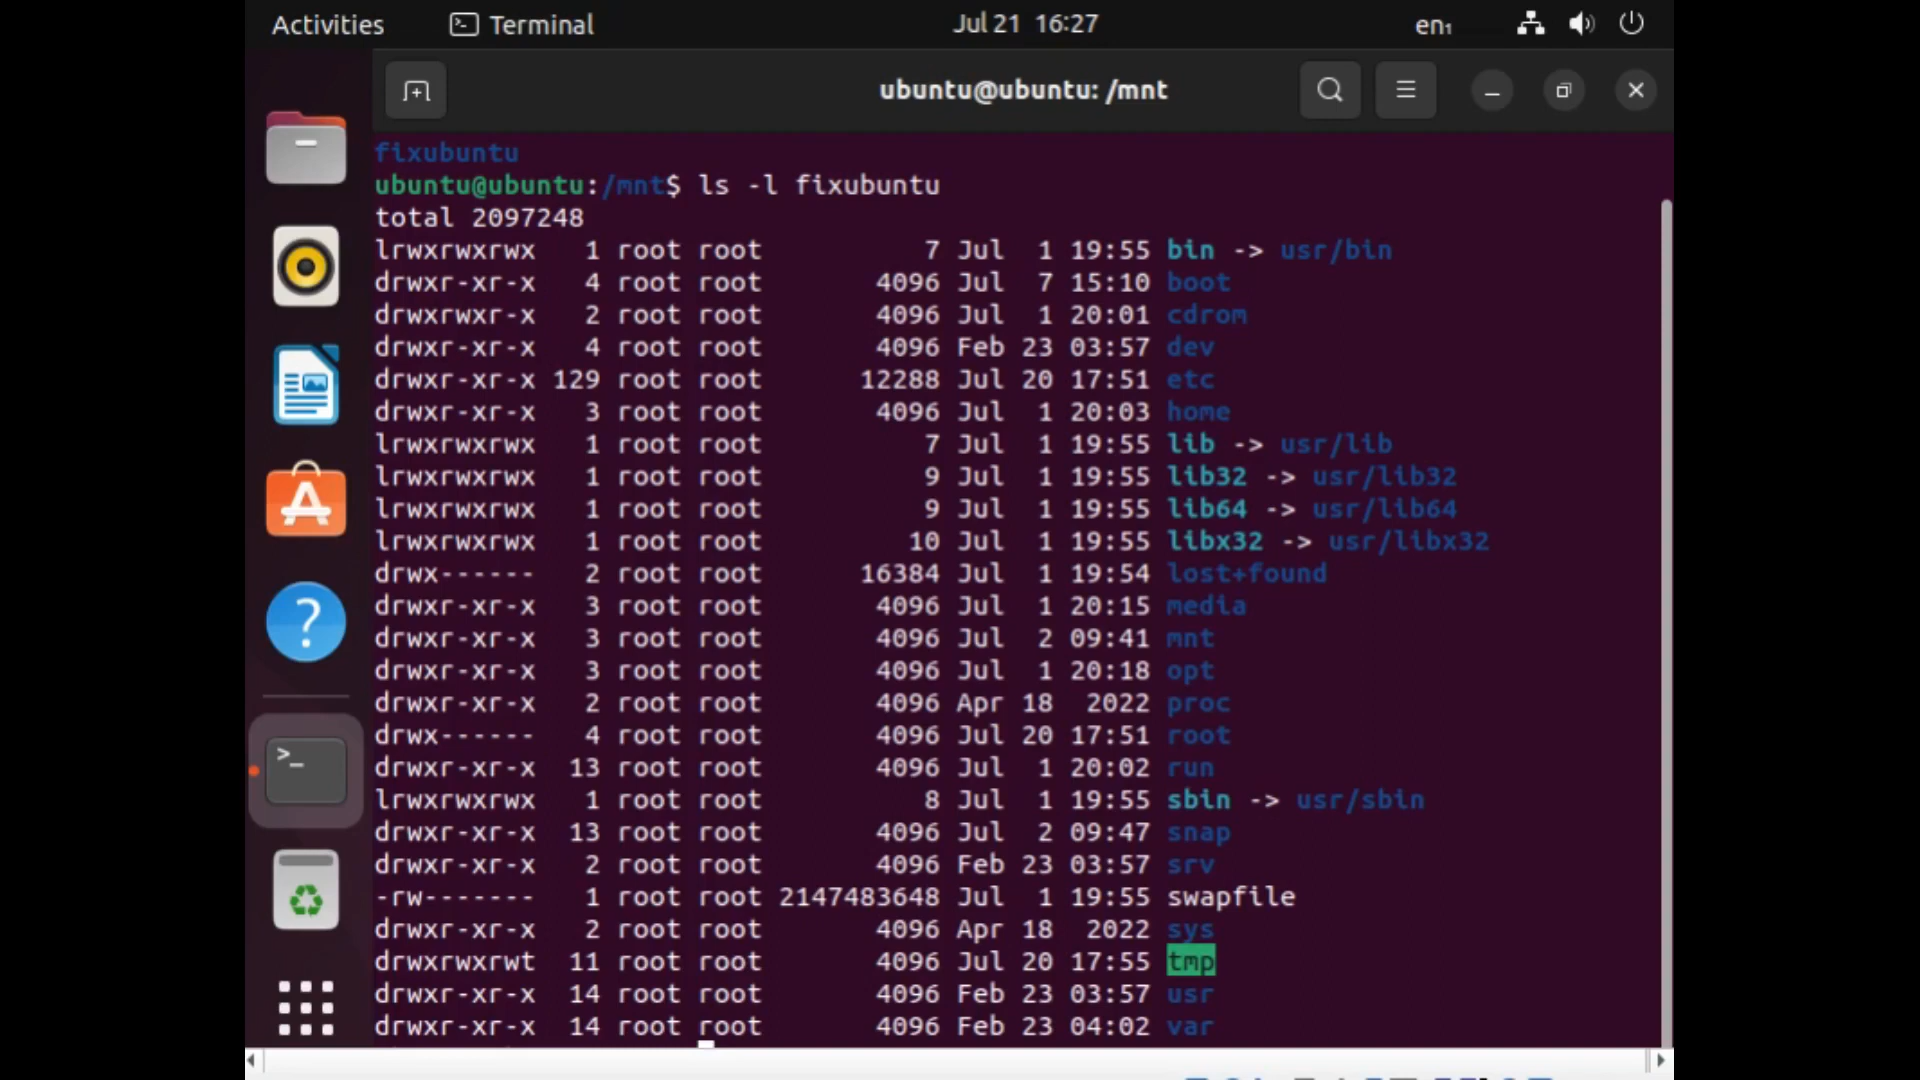 Activities Terminal Jul 21 16:27 en₁
ubuntu@ubuntu: /mnt
fixubuntu
ubuntu@ubuntu:/mnt$ ls -l fixubuntu
total 2097248
lrwxrwxrwx 1 root root 7 Jul 1 19:55 bin -> usr/bin
drwxr-xr-x 4 root root 4096 Jul 7 15:10 boot
drwxrwxr-x 2 root root 4096 Jul 1 20:01 cdrom
drwxr-xr-x 4 root root 4096 Feb 23 03:57 dev
drwxr-xr-x 129 root root 12288 Jul 20 17:51 etc
drwxr-xr-x 3 root root 4096 Jul 1 20:03 home
lrwxrwxrwx 1 root root 7 Jul 1 19:55 lib -> usr/lib
lrwxrwxrwx 1 root root 9 Jul 1 19:55 lib32 -> usr/lib32
lrwxrwxrwx 1 root root 9 Jul 1 19:55 lib64 -> usr/lib64
lrwxrwxrwx 1 root root 10 Jul 1 19:55 libx32 -> usr/libx32
drwx------ 2 root root 16384 Jul 1 19:54 lost+found
drwxr-xr-x 3 root root 4096 Jul 1 20:15 media
drwxr-xr-x 3 root root 4096 Jul 2 09:41 mnt
drwxr-xr-x 3 root root 4096 Jul 1 20:18 opt
drwxr-xr-x 2 root root 4096 Apr 18 2022 proc
drwx------ 4 root root 4096 Jul 20 17:51 root
drwxr-xr-x 13 root root 4096 Jul 1 20:02 run
lrwxrwxrwx 1 root root 8 Jul 1 19:55 sbin -> usr/sbin
drwxr-xr-x 13 root root 4096 Jul 2 09:47 snap
drwxr-xr-x 2 root root 4096 Feb 23 03:57 srv
-rw------- 1 root root 2147483648 Jul 1 19:55 swapfile
drwxr-xr-x 2 root root 4096 Apr 18 2022 sys
drwxrwxrwt 11 root root 4096 Jul 20 17:55 tmp
drwxr-xr-x 14 root root 4096 Feb 23 03:57 usr
drwxr-xr-x 14 root root 4096 Feb 23 04:02 var